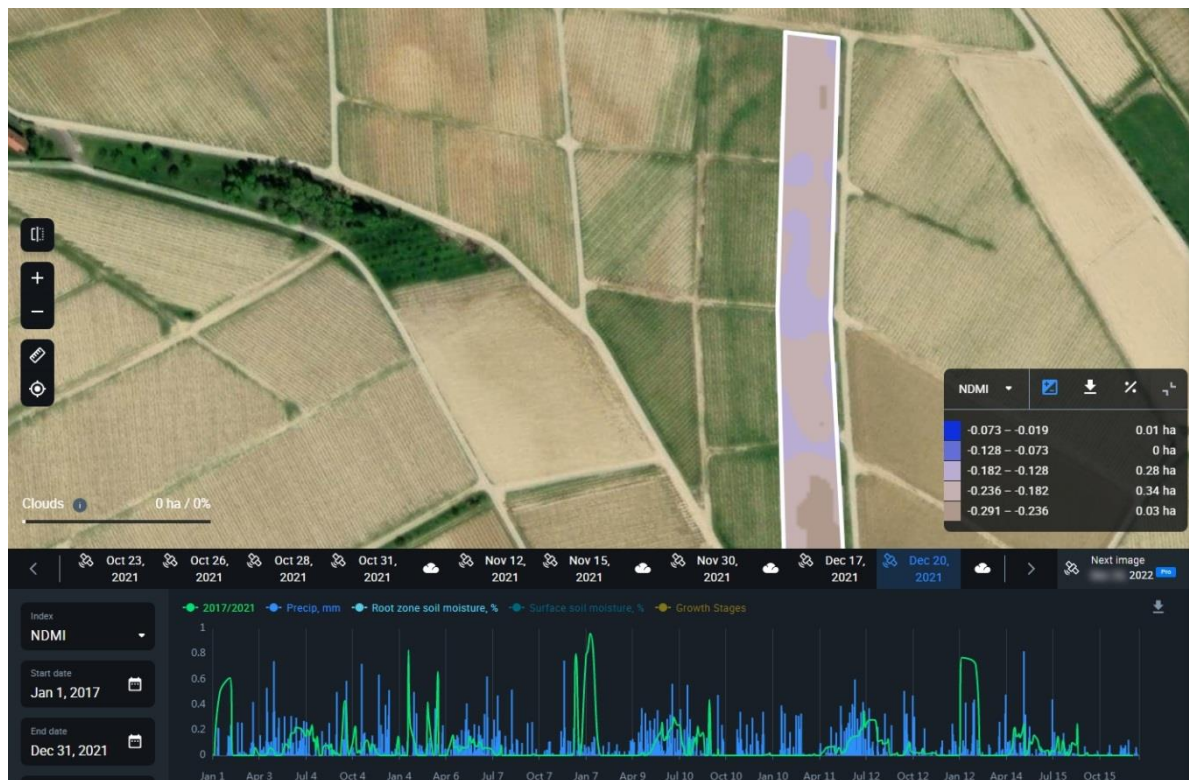 NDMI
-0.073 – -0.019 0.01 ha
-0.128 – -0.073 0 ha
-0.182 – -0.128 0.28 ha
-0.236 – -0.182 0.34 ha
-0.291 – -0.236 0.03 ha
Clouds i 0 ha / 0%
Oct 23, 2021
Oct 26, 2021
Oct 28, 2021
Oct 31, 2021
Nov 12, 2021
Nov 15, 2021
Nov 30, 2021
Dec 17, 2021
Dec 20, 2021
Next image
2022 Pro
2017/2021 Precip, mm Root zone soil moisture, % Surface soil moisture, % Growth Stages
Index
NDMI
Start date
Jan 1, 2017
End date
Dec 31, 2021
1
0.8
0.6
0.4
0.2
0
Jan 1 Apr 3 Jul 4 Oct 4 Jan 4 Apr 6 Jul 7 Oct 7 Jan 7 Apr 9 Jul 10 Oct 10 Jan 10 Apr 11 Jul 12 Oct 12 Jan 12 Apr 14 Jul 15 Oct 15